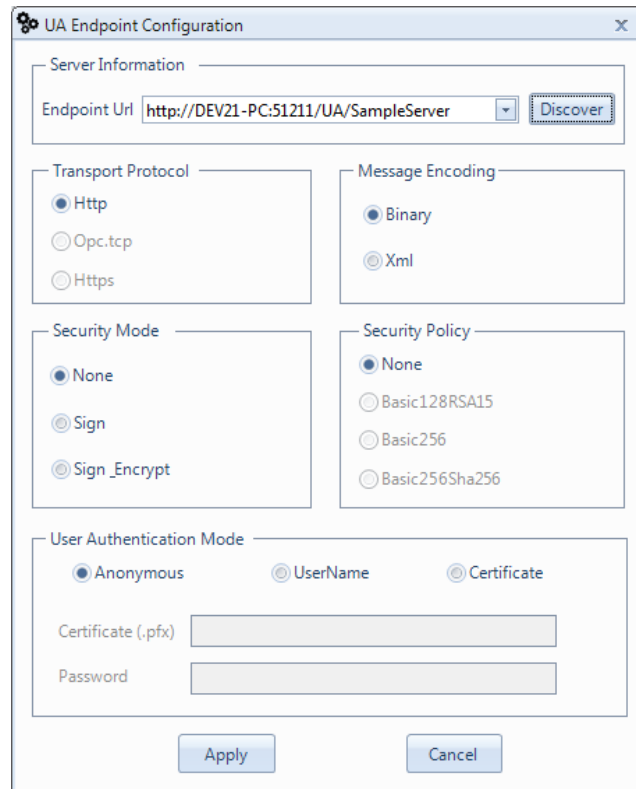 UA Endpoint Configuration
Server Information
Endpoint Url http://DEV21-PC:51211/UA/SampleServer Discover
Transport Protocol
Http
Opc.tcp
Https
Message Encoding
Binary
Xml
Security Mode
None
Sign
Sign _Encrypt
Security Policy
None
Basic128RSA15
Basic256
Basic256Sha256
User Authentication Mode
Anonymous UserName Certificate
Certificate (.pfx)
Password
Apply Cancel